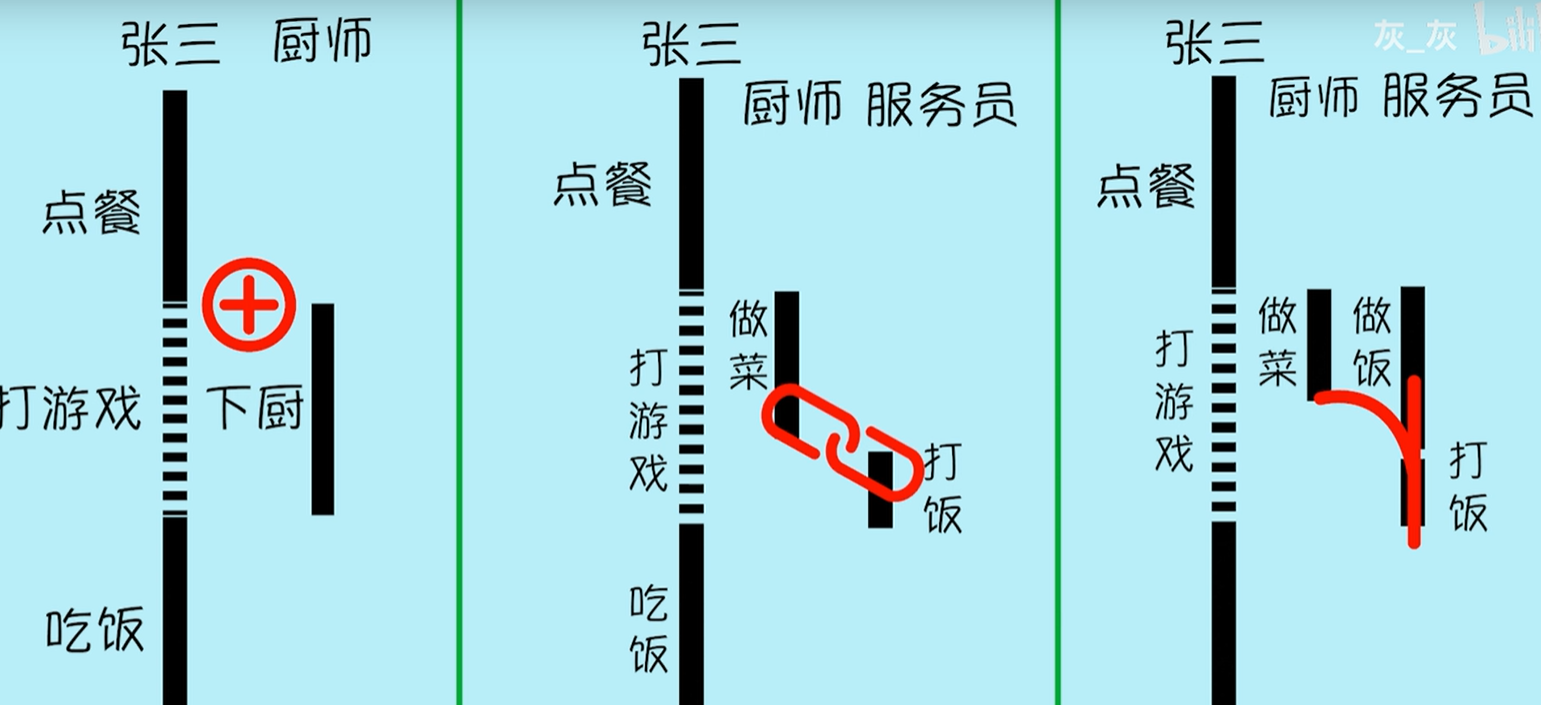 张三 厨师
点餐
打游戏 下厨
吃饭
张三
厨师 服务员
点餐
做菜
打游戏
打饭
吃饭
张三
灰_灰 bili
厨师 服务员
点餐
做菜
做饭
打游戏
打饭